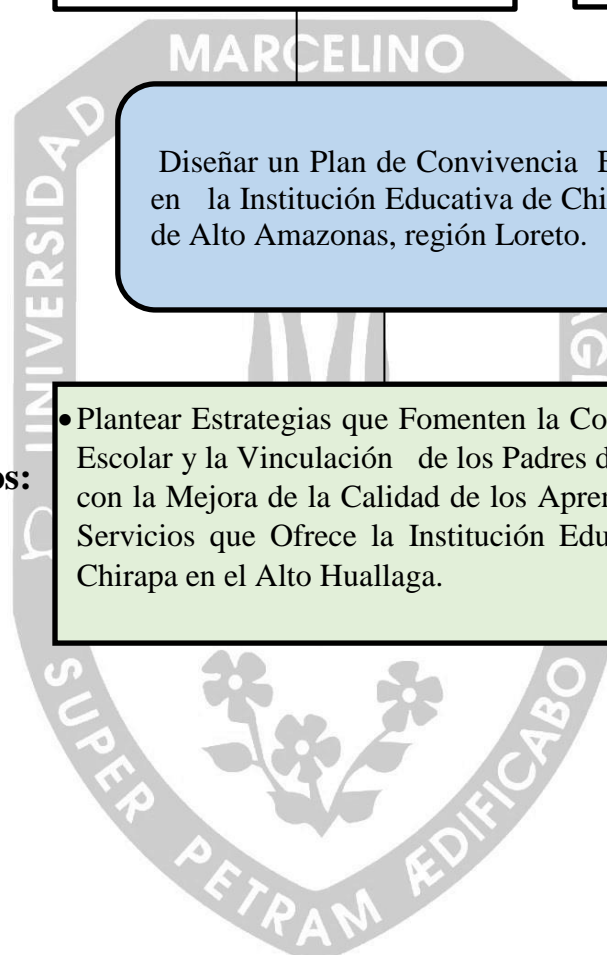 MARCELINO
UNIVERSIDAD
Diseñar un Plan de Convivencia E
en la Institución Educativa de Chi
de Alto Amazonas, región Loreto.
os:
• Plantear Estrategias que Fomenten la Co
Escolar y la Vinculación de los Padres d
con la Mejora de la Calidad de los Apren
Servicios que Ofrece la Institución Edu
Chirapa en el Alto Huallaga.
SUPER PETRAM ÆDIFICABO